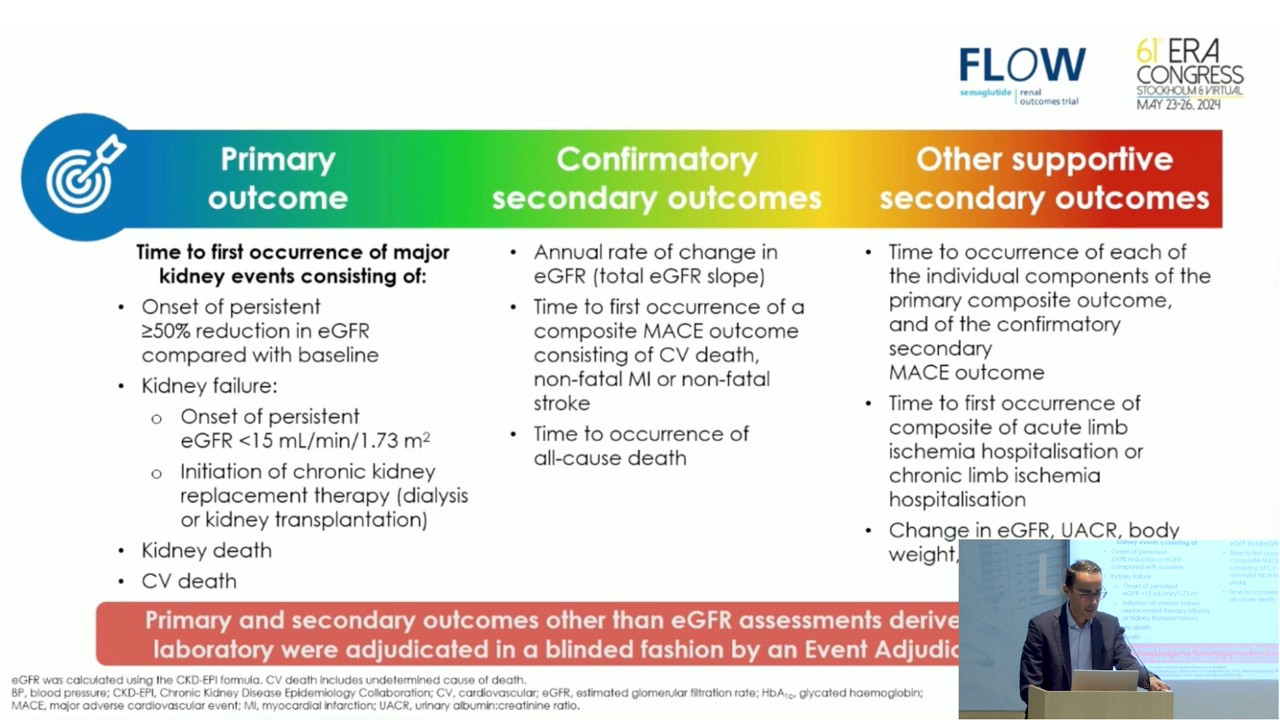 FLOW
semaglutide | renal
outcomes trial
61st ERA
CONGRESS
STOCKHOLM & VIRTUAL
MAY 23-26, 2024
Primary
outcome
Confirmatory
secondary outcomes
Other supportive
secondary outcomes
Time to first occurrence of major
kidney events consisting of:
• Onset of persistent
≥50% reduction in eGFR
compared with baseline
• Kidney failure:
o Onset of persistent
eGFR <15 mL/min/1.73 m²
o Initiation of chronic kidney
replacement therapy (dialysis
or kidney transplantation)
• Kidney death
• CV death
• Annual rate of change in
eGFR (total eGFR slope)
• Time to first occurrence of a
composite MACE outcome
consisting of CV death,
non-fatal MI or non-fatal
stroke
• Time to occurrence of
all-cause death
• Time to occurrence of each of
the individual components of the
primary composite outcome,
and of the confirmatory
secondary
MACE outcome
• Time to first occurrence of
composite of acute limb
ischemia hospitalisation or
chronic limb ischemia
hospitalisation
• Change in eGFR, UACR, body
weight,
Primary and secondary outcomes other than eGFR assessments derive
laboratory were adjudicated in a blinded fashion by an Event Adjudic
eGFR was calculated using the CKD-EPI formula. CV death includes undetermined cause of death.
BP, blood pressure; CKD-EPI, Chronic Kidney Disease Epidemiology Collaboration; CV, cardiovascular; eGFR, estimated glomerular filtration rate; HbA1c, glycated haemoglobin;
MACE, major adverse cardiovascular event; MI, myocardial infarction; UACR, urinary albumin:creatinine ratio.